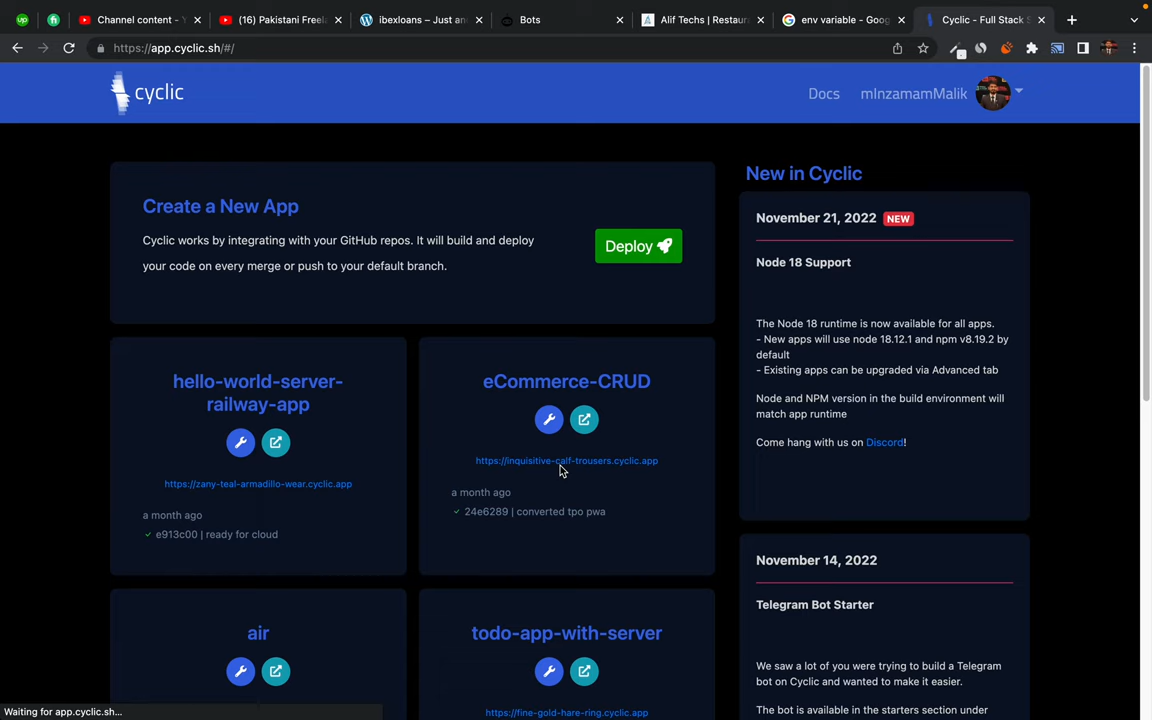 Channel content - Y
(16) Pakistani Freela
ibexloans – Just an
Bots
Alif Techs | Restaura
env variable - Goog
Cyclic - Full Stack S
https://app.cyclic.sh/#/
cyclic
Docs
mInzamamMalik
Create a New App
Cyclic works by integrating with your GitHub repos. It will build and deploy
your code on every merge or push to your default branch.
Deploy
hello-world-server-
railway-app
https://zany-teal-armadillo-wear.cyclic.app
a month ago
e913c00 | ready for cloud
eCommerce-CRUD
https://inquisitive-calf-trousers.cyclic.app
a month ago
24e6289 | converted tpo pwa
air
todo-app-with-server
https://fine-gold-hare-ring.cyclic.app
New in Cyclic
November 21, 2022 NEW
Node 18 Support
The Node 18 runtime is now available for all apps.
- New apps will use node 18.12.1 and npm v8.19.2 by
default
- Existing apps can be upgraded via Advanced tab
Node and NPM version in the build environment will
match app runtime
Come hang with us on Discord!
November 14, 2022
Telegram Bot Starter
We saw a lot of you were trying to build a Telegram
bot on Cyclic and wanted to make it easier.
The bot is available in the starters section under
Waiting for app.cyclic.sh...